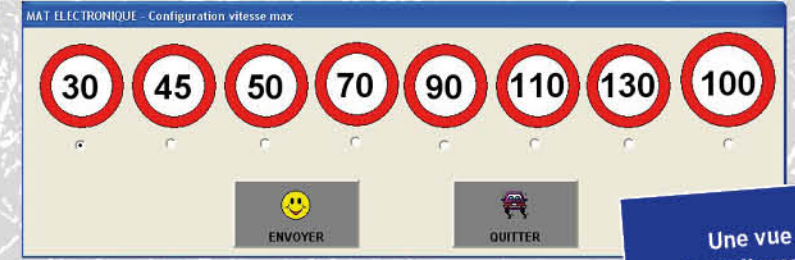 MAT ELECTRONIQUE - Configuration vitesse max
30 45 50 70 90 110 130 100
ENVOYER QUITTER
Une vue